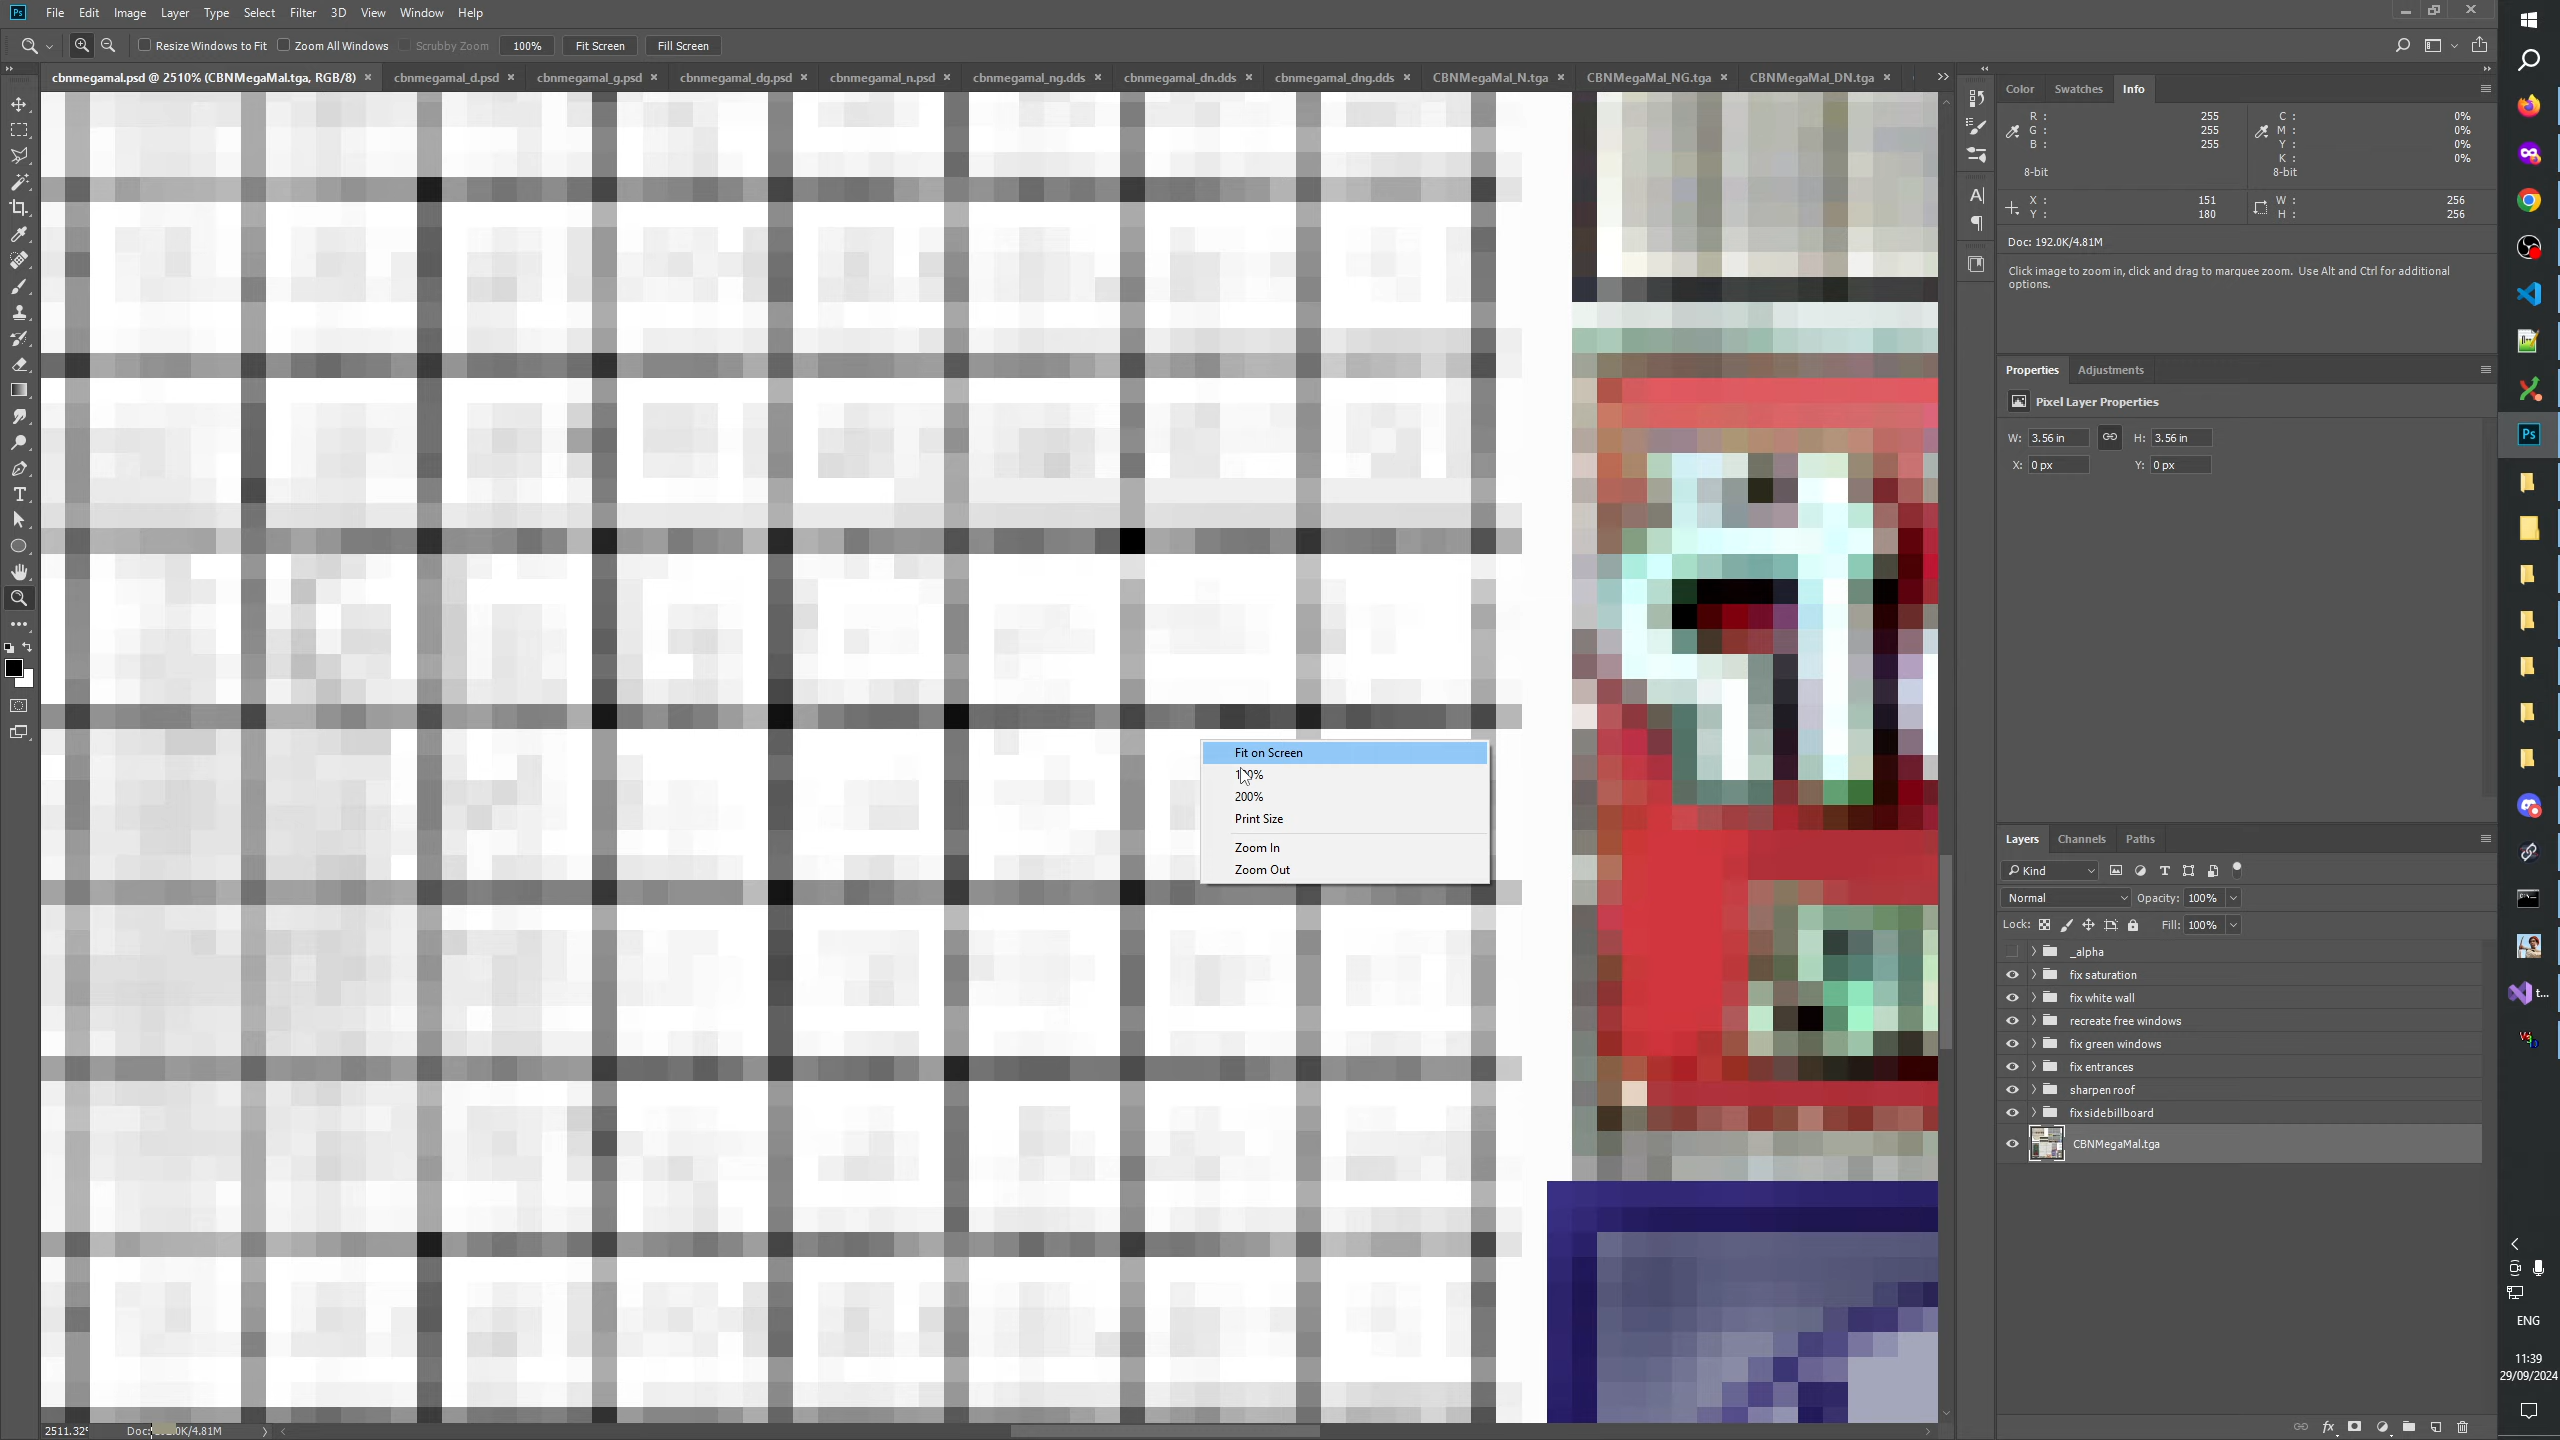 File Edit Image Layer Type Select Filter 3D View Window Help
Resize Windows to Fit Zoom All Windows Scrubby Zoom 100% Fit Screen Fill Screen
cbnmegamal.psd @ 2510% (CBNMegaMal.tga, RGB/8) cbnmegamal_d.psd cbnmegamal_g.psd cbnmegamal_dg.psd cbnmegamal_n.psd cbnmegamal_ng.dds cbnmegamal_dn.dds cbnmegamal_dng.dds CBNMegaMal_N.tga CBNMegaMal_NG.tga CBNMegaMal_DN.tga
Color Swatches Info
R : 255 C : 0%
G : 255 M : 0%
B : 255 Y : 0%
K : 0%
8-bit 8-bit
X : 151 W : 256
Y : 180 H : 256
Doc: 192.0K/4.81M
Click image to zoom in, click and drag to marquee zoom. Use Alt and Ctrl for additional
options.
Properties Adjustments
Pixel Layer Properties
W: 3.56 in H: 3.56 in
X: 0 px Y: 0 px
Fit on Screen
200%
Print Size
Zoom In
Zoom Out
Layers Channels Paths
Kind
Normal Opacity: 100%
Lock: Fill: 100%
_alpha
fix saturation
fix white wall
recreate free windows
fix green windows
fix entrances
sharpen roof
fix side billboard
CBNMegaMal.tga
Ps
Ps
t...
ENG
11:39
29/09/2024